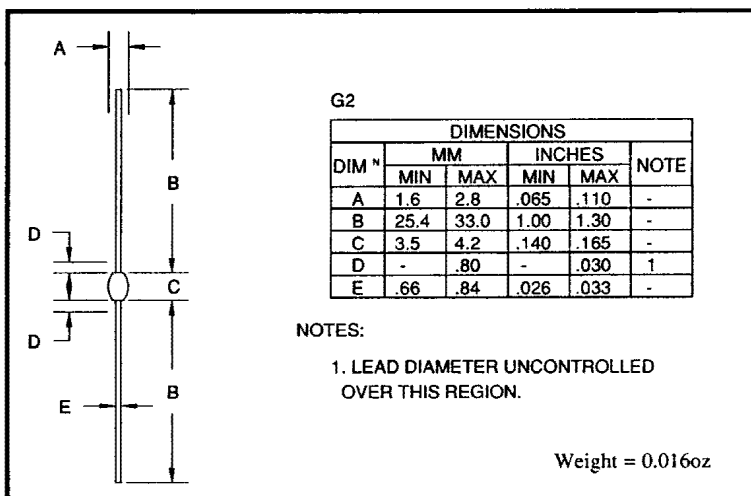 A
B
D
C
D
E
B
G2
DIMENSIONS
DIM N MM INCHES NOTE
MIN MAX MIN MAX
A 1.6 2.8 .065 .110 -
B 25.4 33.0 1.00 1.30 -
C 3.5 4.2 .140 .165 -
D - .80 - .030 1
E .66 .84 .026 .033 -
NOTES:
1. LEAD DIAMETER UNCONTROLLED
OVER THIS REGION.
Weight = 0.016oz